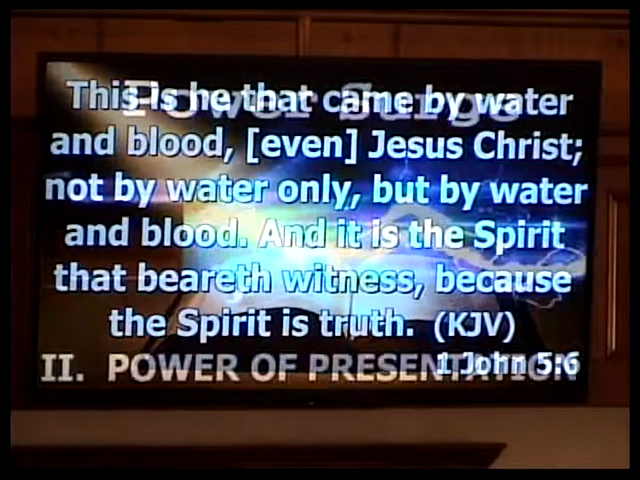 Power Surge
This is he that came by water
and blood, [even] Jesus Christ;
not by water only, but by water
and blood. And it is the Spirit
that beareth witness, because
the Spirit is truth. (KJV)
1 John 5:6
II. POWER OF PRESENTATION